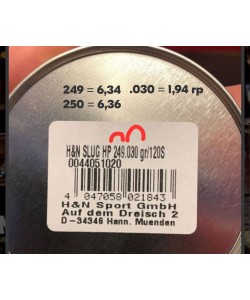 249 = 6,34 .030 = 1,94 гр
250 = 6,36
H&N SLUG HP 249.030 gr/120S
0044051020
4 047058 021843
H&N Sport GmbH
Auf dem Dreisch 2
D-34346 Hann. Muenden